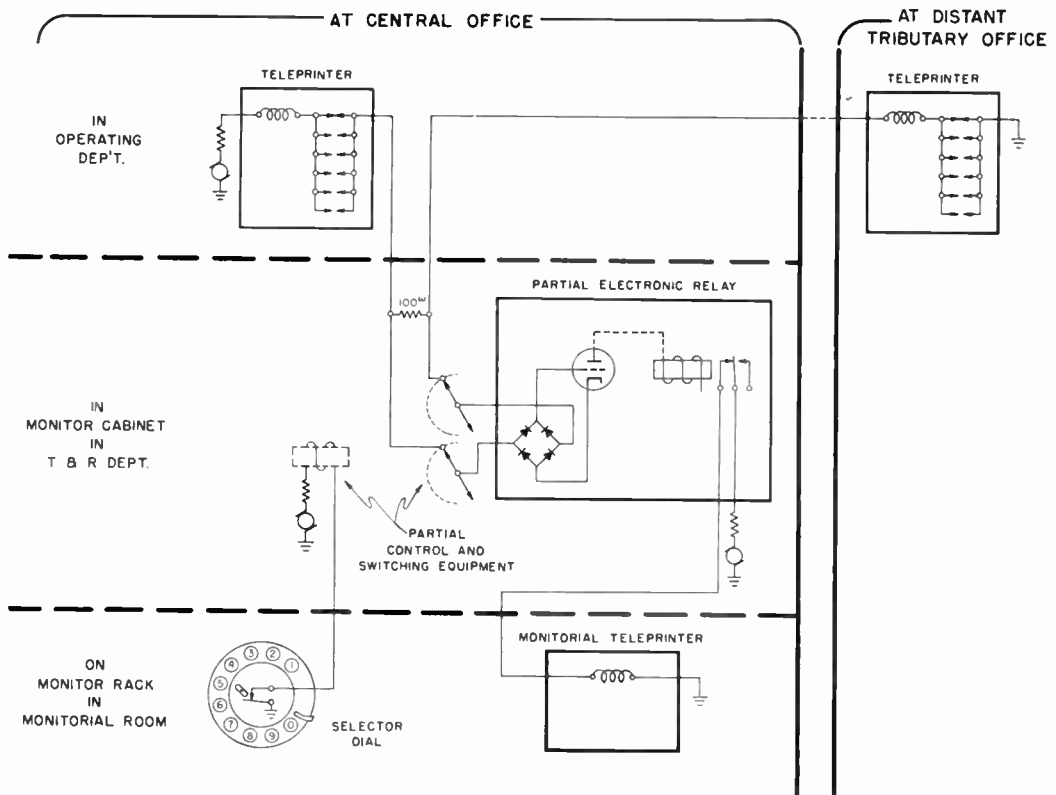 AT CENTRAL OFFICE
AT DISTANT
TRIBUTARY OFFICE
TELEPRINTER
TELEPRINTER
IN
OPERATING
DEP'T.
PARTIAL ELECTRONIC RELAY
100ω
IN
MONITOR CABINET
IN
T & R DEPT.
PARTIAL
CONTROL AND
SWITCHING EQUIPMENT
ON
MONITOR RACK
IN
MONITORIAL ROOM
1
2
3
4
5
6
7
8
9
0
SELECTOR
DIAL
MONITORIAL TELEPRINTER